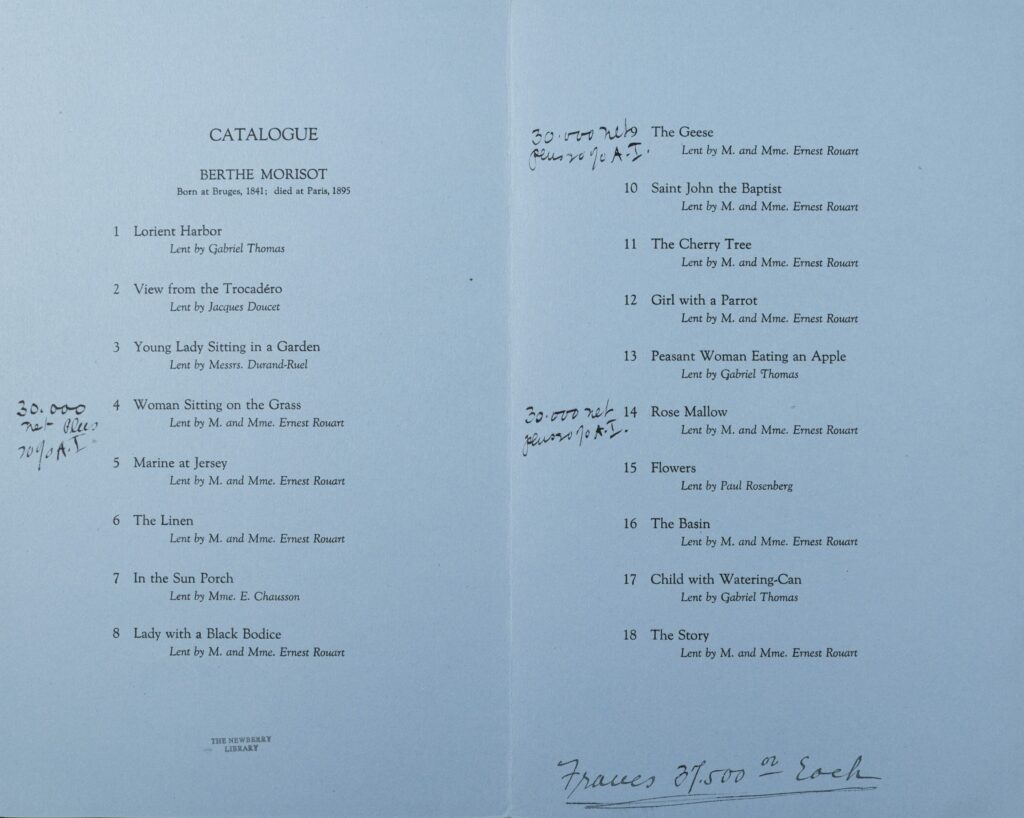 CATALOGUE
BERTHE MORISOT
Born at Bruges, 1841; died at Paris, 1895
1 Lorient Harbor
Lent by Gabriel Thomas
2 View from the Trocadéro
Lent by Jacques Doucet
3 Young Lady Sitting in a Garden
Lent by Messrs. Durand-Ruel
30.000
net plus
A.I
4 Woman Sitting on the Grass
Lent by M. and Mme. Ernest Rouart
5 Marine at Jersey
Lent by M. and Mme. Ernest Rouart
6 The Linen
Lent by M. and Mme. Ernest Rouart
7 In the Sun Porch
Lent by Mme. E. Chausson
8 Lady with a Black Bodice
Lent by M. and Mme. Ernest Rouart
THE NEWBERRY
LIBRARY
30.000 net
plus A.I.
9 The Geese
Lent by M. and Mme. Ernest Rouart
10 Saint John the Baptist
Lent by M. and Mme. Ernest Rouart
11 The Cherry Tree
Lent by M. and Mme. Ernest Rouart
12 Girl with a Parrot
Lent by M. and Mme. Ernest Rouart
13 Peasant Woman Eating an Apple
Lent by Gabriel Thomas
30.000 net
plus A.I.
14 Rose Mallow
Lent by M. and Mme. Ernest Rouart
15 Flowers
Lent by Paul Rosenberg
16 The Basin
Lent by M. and Mme. Ernest Rouart
17 Child with Watering-Can
Lent by Gabriel Thomas
18 The Story
Lent by M. and Mme. Ernest Rouart
Francs 37.500 Each